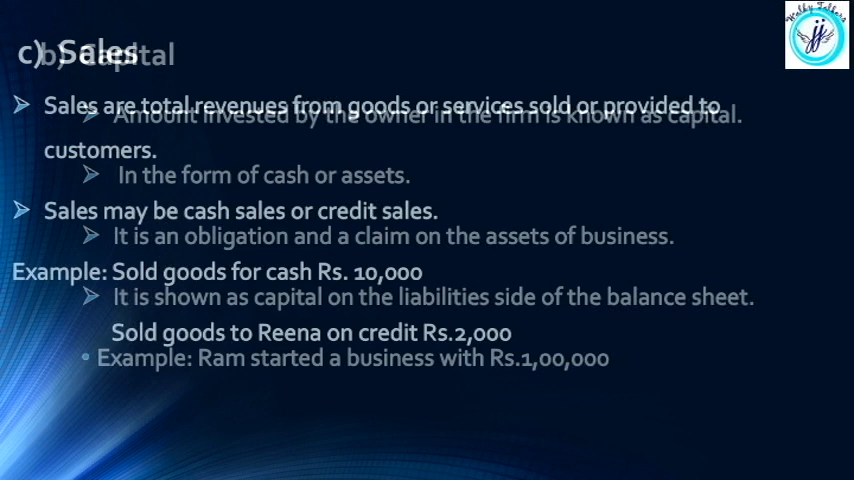 c) Sales
b) Capital
➢ Sales are total revenues from goods or services sold or provided to
customers.
➢ Sales may be cash sales or credit sales.
Example: Sold goods for cash Rs. 10,000
Sold goods to Reena on credit Rs.2,000
➢ Amount invested by the owner in the firm is known as capital.
➢ In the form of cash or assets.
➢ It is an obligation and a claim on the assets of business.
➢ It is shown as capital on the liabilities side of the balance sheet.
• Example: Ram started a business with Rs.1,00,000
jj